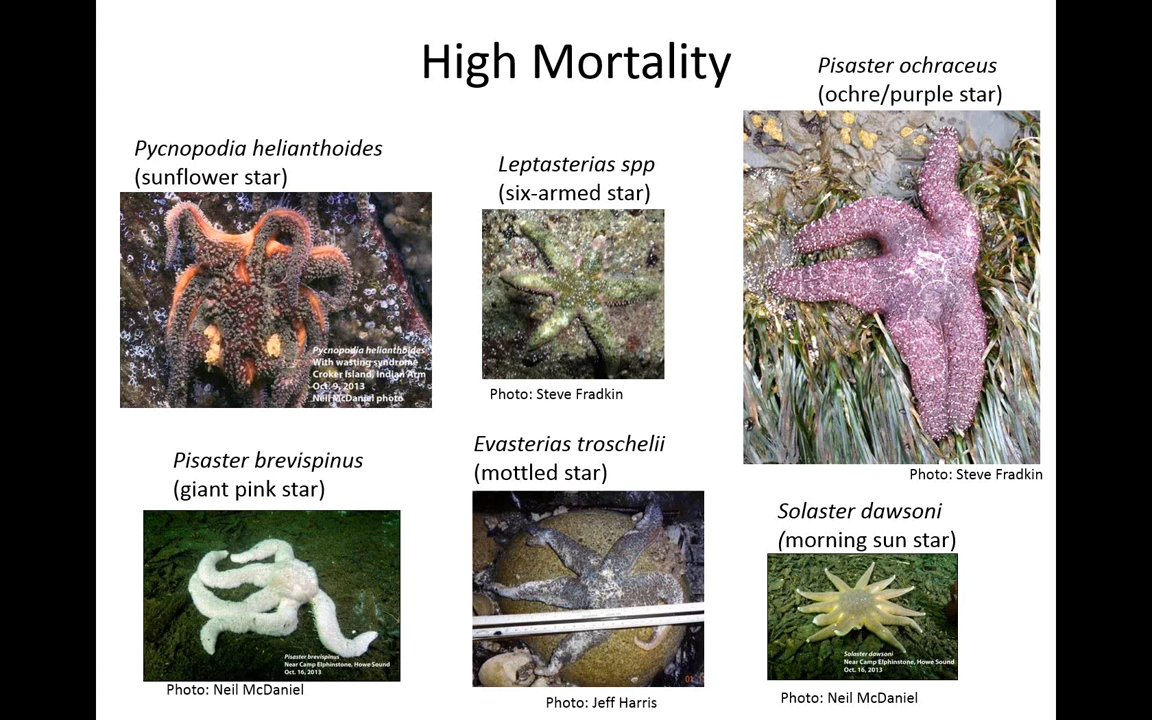 High Mortality
Pisaster ochraceus
(ochre/purple star)
Pycnopodia helianthoides
(sunflower star)
Leptasterias spp
(six-armed star)
Pycnopodia helianthoides
With wasting syndrome
Croker Island, Indian Arm
Oct. 9, 2013
Neil McDaniel photo
Photo: Steve Fradkin
Photo: Steve Fradkin
Pisaster brevispinus
(giant pink star)
Evasterias troschelii
(mottled star)
Solaster dawsoni
(morning sun star)
Pisaster brevispinus
Near Camp Elphinstone, Howe Sound
Oct. 16, 2013
Photo: Neil McDaniel
Photo: Jeff Harris
Solaster dawsoni
Near Camp Elphinstone, Howe Sound
Oct. 16, 2013
Photo: Neil McDaniel